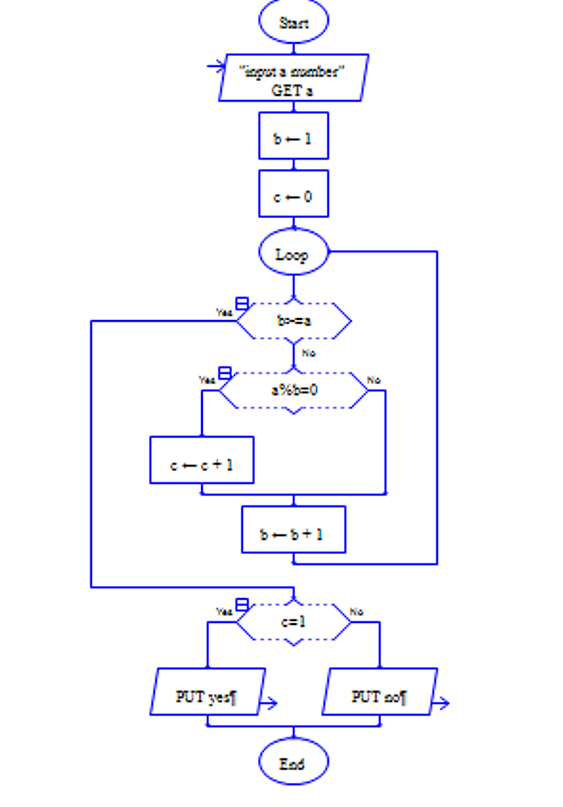 Start
"input a number"
GET a
b ← 1
c ← 0
Loop
b>=a
Yes
No
a%b=0
Yes
No
c ← c + 1
b ← b + 1
c=1
Yes
No
PUT yes¶
PUT no¶
End